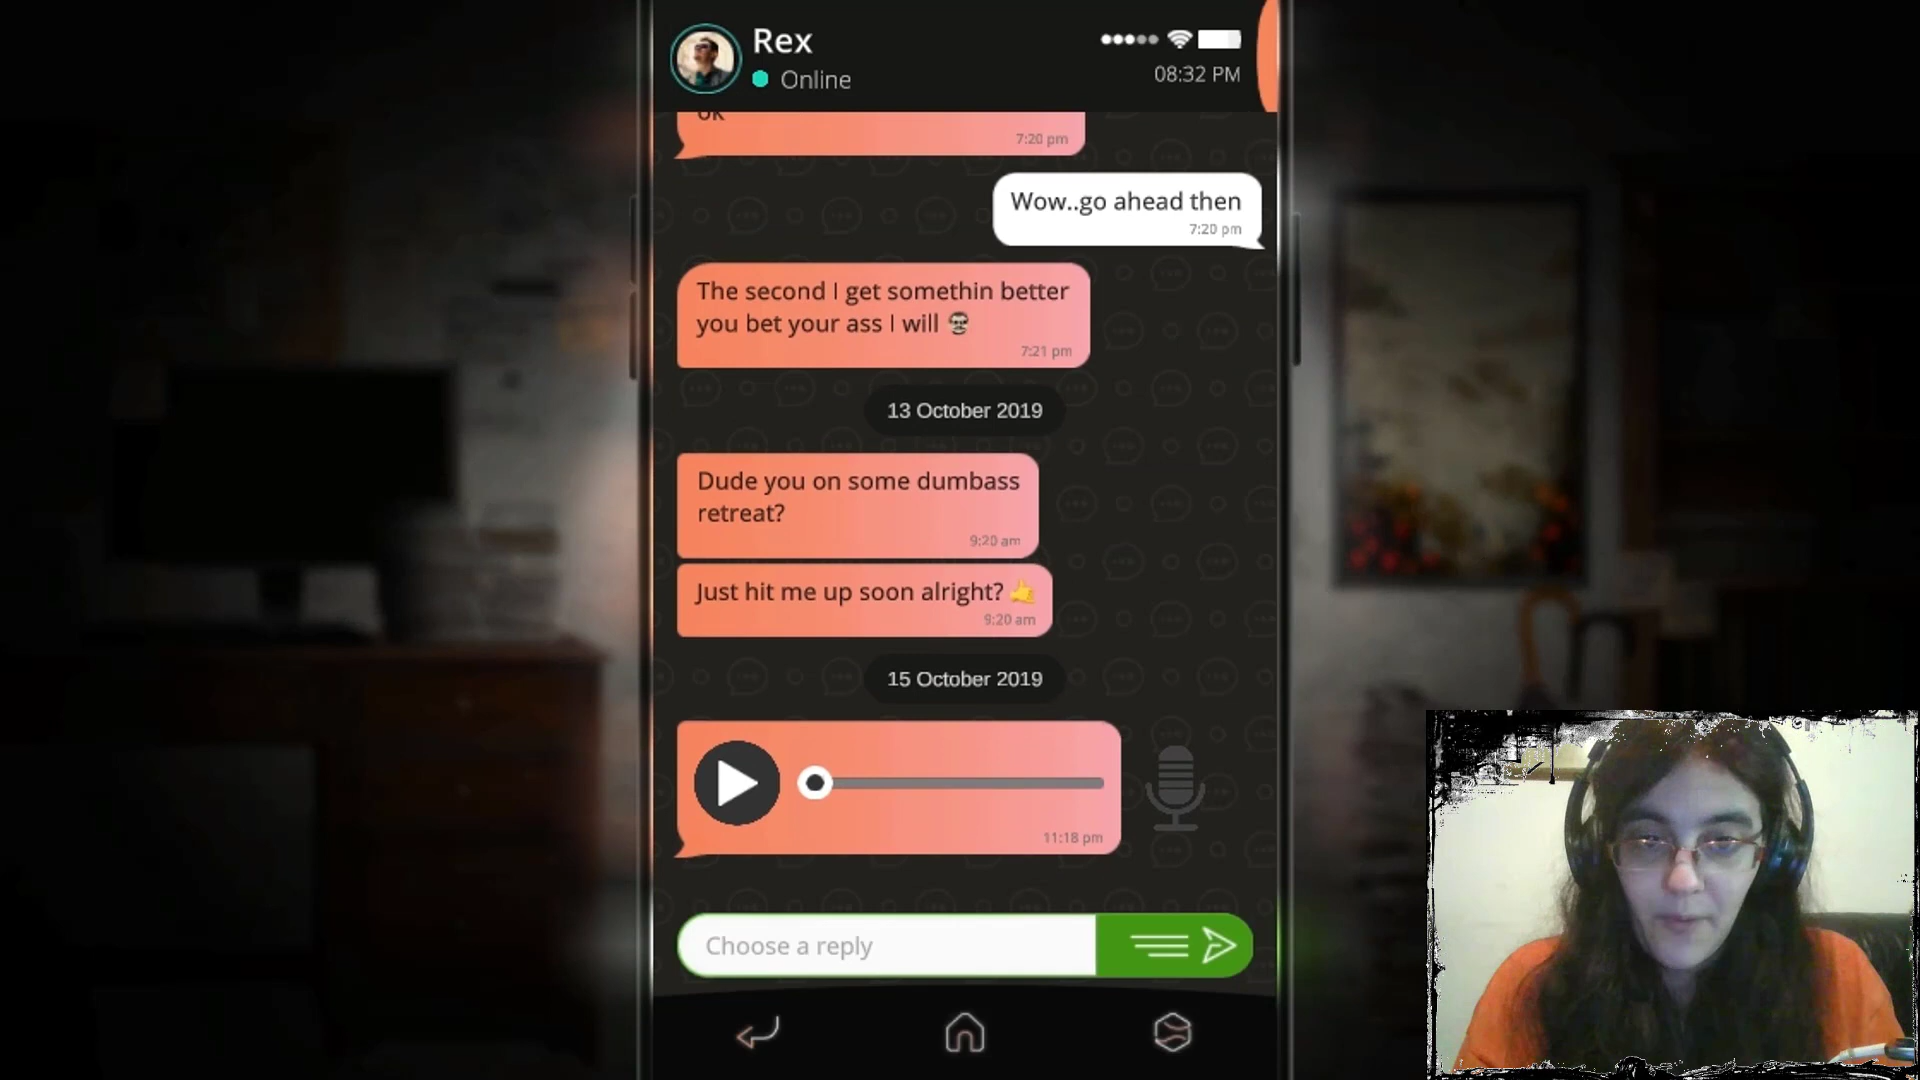 Rex
Online
08:32 PM
ok
7:20 pm
Wow..go ahead then
7:20 pm
The second I get somethin better
you bet your ass I will
7:21 pm
13 October 2019
Dude you on some dumbass
retreat?
9:20 am
Just hit me up soon alright?
9:20 am
15 October 2019
11:18 pm
Choose a reply